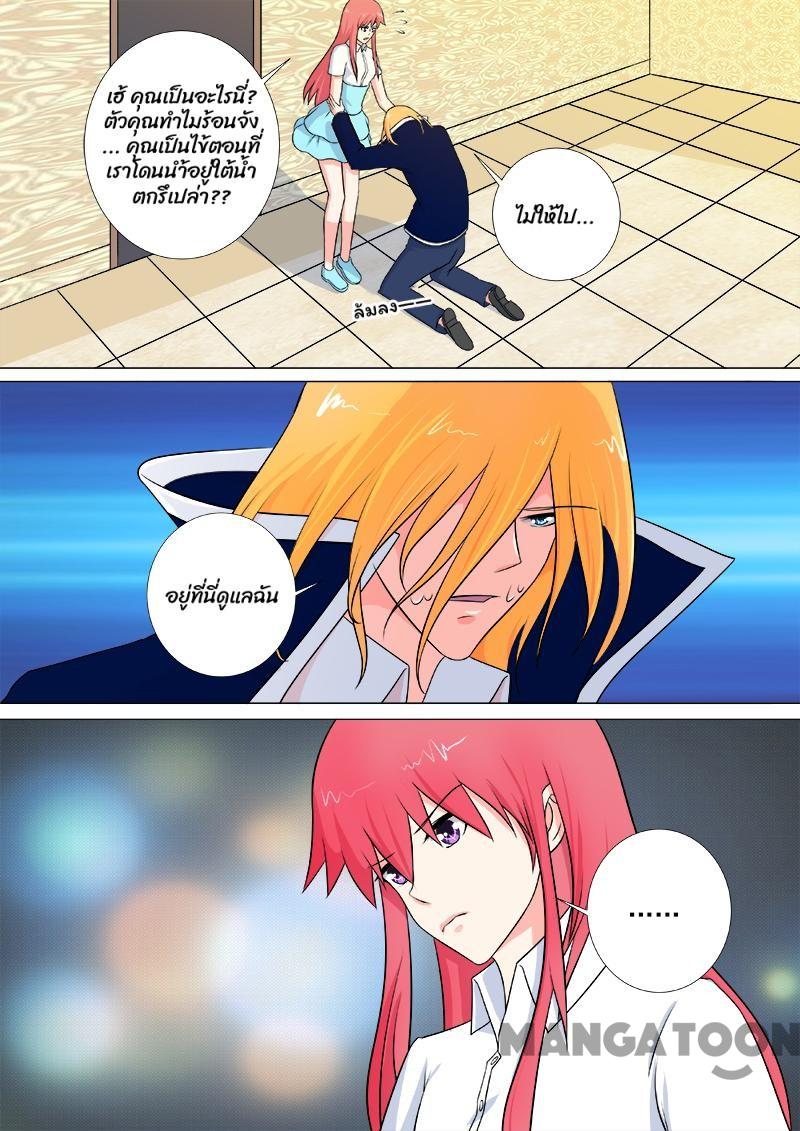 เฮ้ คุณเป็นอะไรนี่?
ตัวคุณทำไมร้อนจัง
... คุณเป็นไข้ตอนที่
เราโดนน้ำอยู่ใต้น้ำ
ตกรึเปล่า??
ไม่ให้ไป...
ล้มลง——
อยู่ที่นี่ดูแลฉัน
......
MANGATOON